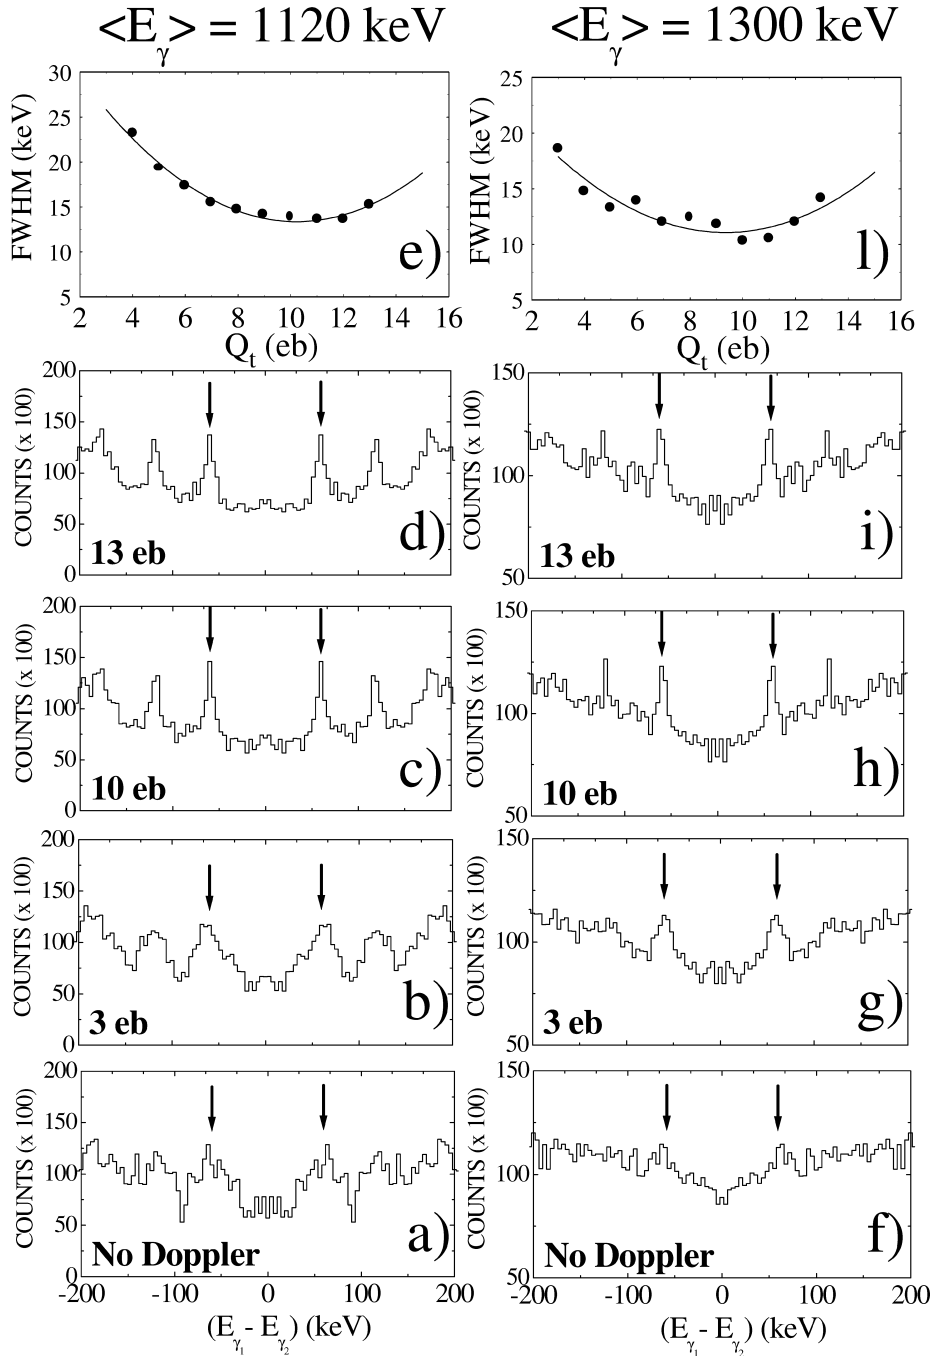 <E_γ> = 1120 keV
<E_γ> = 1300 keV
FWHM (keV)
30
25
20
15
10
5
e)
2 4 6 8 10 12 14 16
Q_t (eb)
FWHM (keV)
25
20
15
10
5
l)
2 4 6 8 10 12 14 16
Q_t (eb)
COUNTS (x 100)
200
150
100
50
0
13 eb
d)
COUNTS (x 100)
150
100
50
13 eb
i)
COUNTS (x 100)
200
150
100
50
0
10 eb
c)
COUNTS (x 100)
150
100
50
10 eb
h)
COUNTS (x 100)
200
150
100
50
0
3 eb
b)
COUNTS (x 100)
150
100
50
-200 -100 0 100 200
3 eb
g)
COUNTS (x 100)
200
150
100
50
0
No Doppler
a)
-200 -100 0 100 200
(E_γ₁ - E_γ₂) (keV)
COUNTS (x 100)
150
100
50
No Doppler
f)
-200 -100 0 100 200
(E_γ₁ - E_γ₂) (keV)